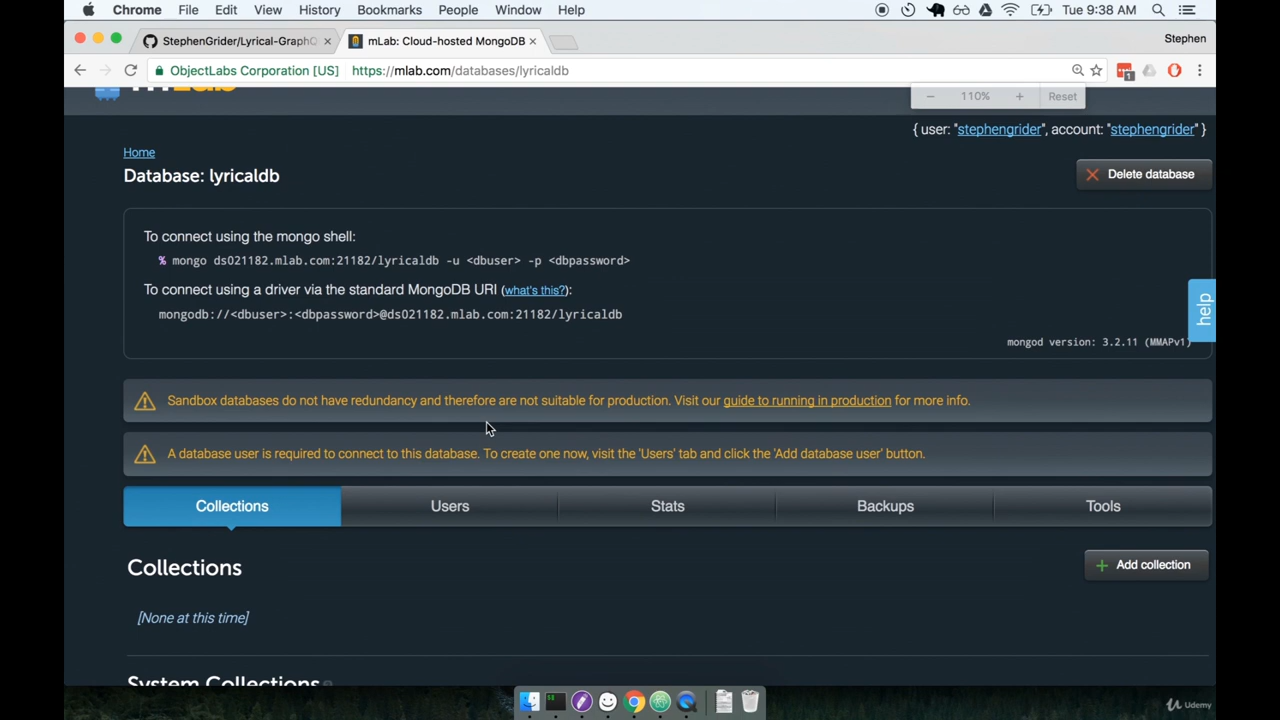 Chrome File Edit View History Bookmarks People Window Help Tue 9:38 AM
StephenGrider/Lyrical-GraphQ mLab: Cloud-hosted MongoDB Stephen
ObjectLabs Corporation [US] https://mlab.com/databases/lyricaldb
1
110% Reset
{ user: "stephengrider", account: "stephengrider" }
Home
Database: lyricaldb Delete database
To connect using the mongo shell:
% mongo ds021182.mlab.com:21182/lyricaldb -u <dbuser> -p <dbpassword>
To connect using a driver via the standard MongoDB URI (what's this?):
mongodb://<dbuser>:<dbpassword>@ds021182.mlab.com:21182/lyricaldb
help
mongod version: 3.2.11 (MMAPv1)
Sandbox databases do not have redundancy and therefore are not suitable for production. Visit our guide to running in production for more info.
A database user is required to connect to this database. To create one now, visit the 'Users' tab and click the 'Add database user' button.
Collections Users Stats Backups Tools
Collections Add collection
[None at this time]
System Collections
Udemy